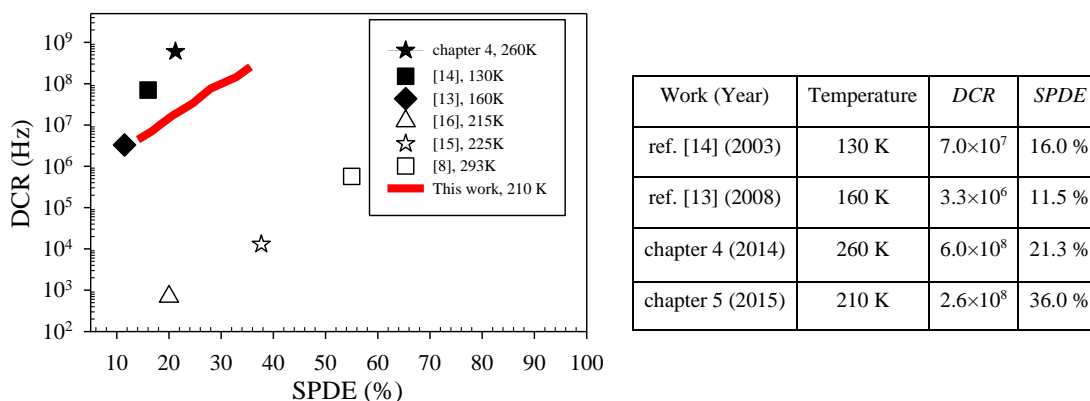 10⁹
10⁸
10⁷
10⁶
10⁵
10⁴
10³
10²
DCR (Hz)
10 20 30 40 50 60 70 80 90 100
SPDE (%)
chapter 4, 260K
[14], 130K
[13], 160K
[16], 215K
[15], 225K
[8], 293K
This work, 210 K
Work (Year) Temperature DCR SPDE
ref. [14] (2003) 130 K 7.0×10⁷ 16.0 %
ref. [13] (2008) 160 K 3.3×10⁶ 11.5 %
chapter 4 (2014) 260 K 6.0×10⁸ 21.3 %
chapter 5 (2015) 210 K 2.6×10⁸ 36.0 %